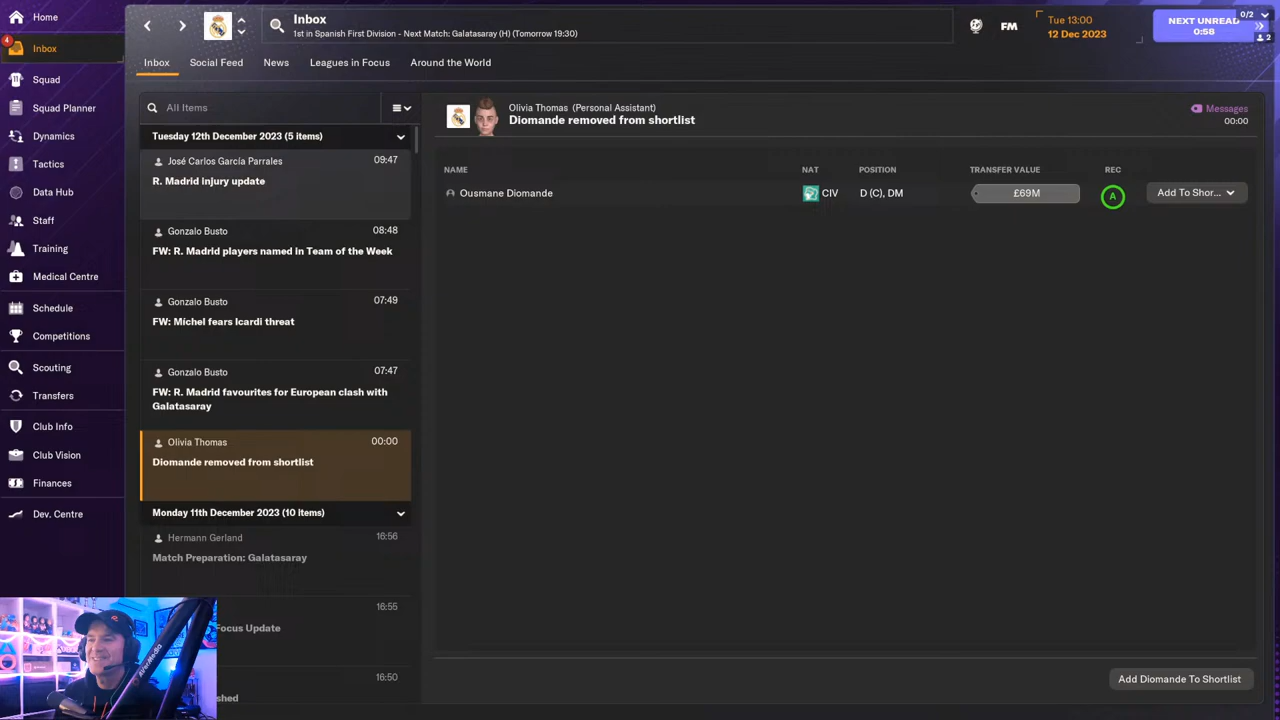 Home
Inbox
4
Squad
Squad Planner
Dynamics
Tactics
Data Hub
Staff
Training
Medical Centre
Schedule
Competitions
Scouting
Transfers
Club Info
Club Vision
Finances
Dev. Centre
Inbox
1st in Spanish First Division - Next Match: Galatasaray (H) (Tomorrow 19:30)
FM
Tue 13:00
12 Dec 2023
NEXT UNREAD
0:58
0/2
2
Inbox
Social Feed
News
Leagues in Focus
Around the World
All Items
Tuesday 12th December 2023 (5 items)
José Carlos García Parrales
09:47
R. Madrid injury update
Gonzalo Busto
08:48
FW: R. Madrid players named in Team of the Week
Gonzalo Busto
07:49
FW: Míchel fears Icardi threat
Gonzalo Busto
07:47
FW: R. Madrid favourites for European clash with
Galatasaray
Olivia Thomas
00:00
Diomande removed from shortlist
Monday 11th December 2023 (10 items)
Hermann Gerland
16:56
Match Preparation: Galatasaray
16:55
Focus Update
16:50
shed
Olivia Thomas (Personal Assistant)
Diomande removed from shortlist
Messages
00:00
NAME
NAT
POSITION
TRANSFER VALUE
REC
Ousmane Diomande
CIV
D (C), DM
£69M
A
Add To Shor...
Add Diomande To Shortlist
AVerMedia